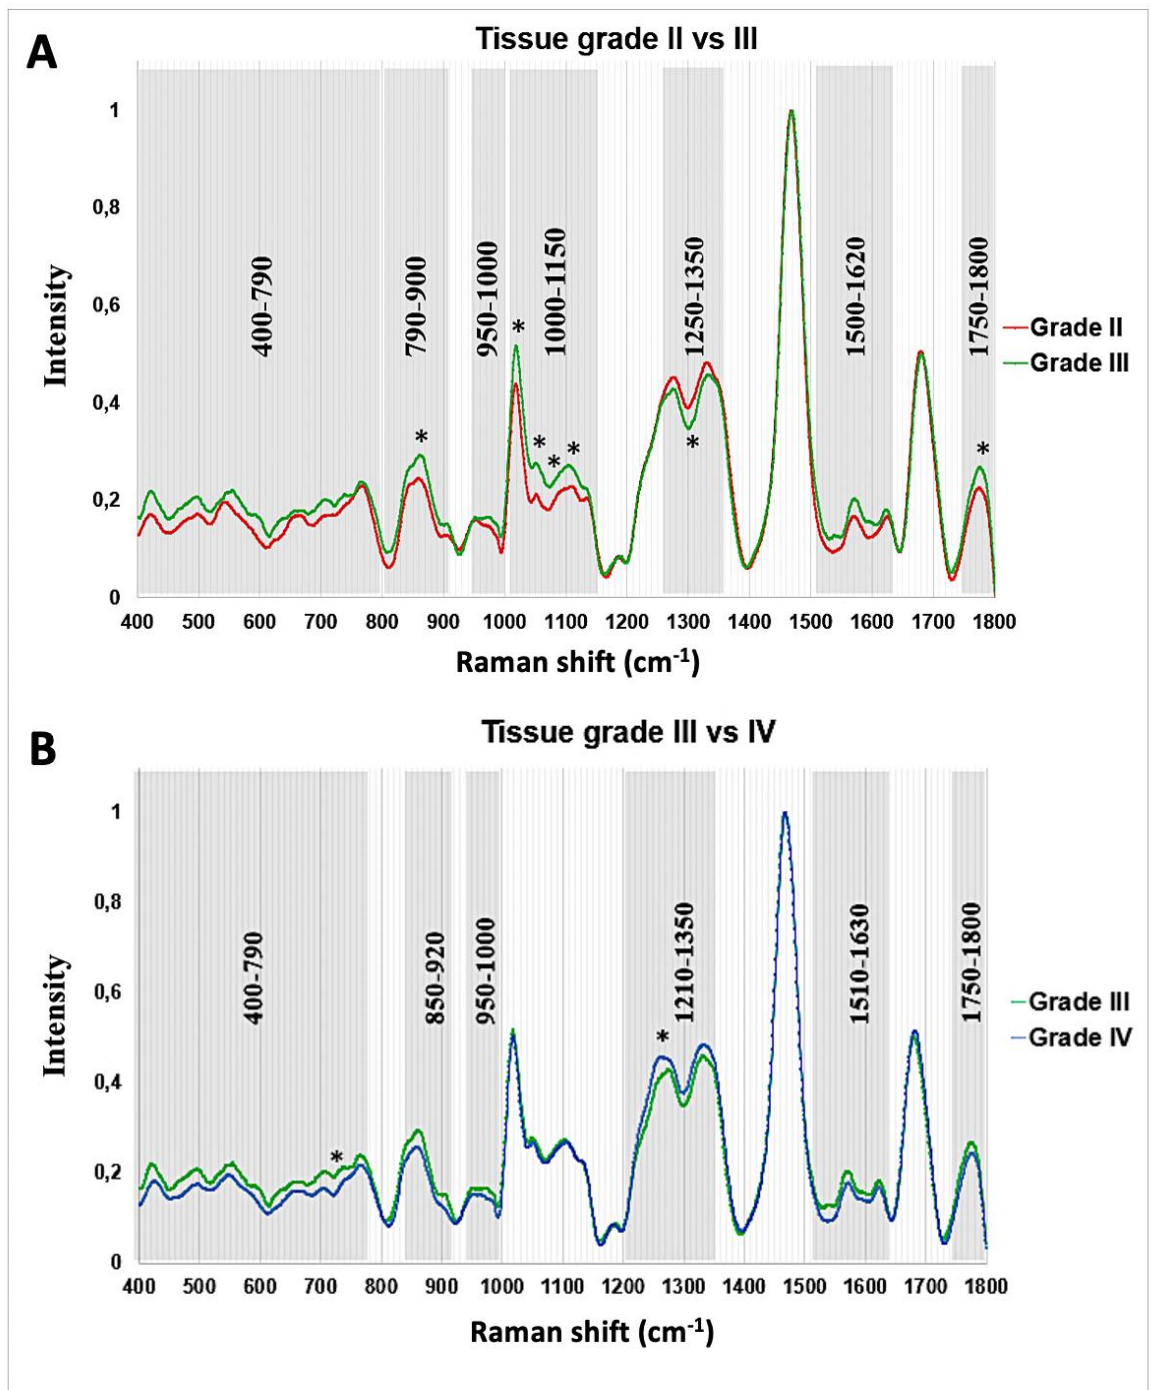 A
Tissue grade II vs III
Intensity
1
0,8
0,6
0,4
0,2
0
400-790
790-900
950-1000
1000-1150
1250-1350
1500-1620
1750-1800
*
*
*
*
*
*
*
Grade II
Grade III
400 500 600 700 800 900 1000 1100 1200 1300 1400 1500 1600 1700 1800
Raman shift (cm-1)
B
Tissue grade III vs IV
Intensity
1
0,8
0,6
0,4
0,2
0
400-790
850-920
950-1000
1210-1350
1510-1630
1750-1800
*
*
Grade III
Grade IV
400 500 600 700 800 900 1000 1100 1200 1300 1400 1500 1600 1700 1800
Raman shift (cm-1)